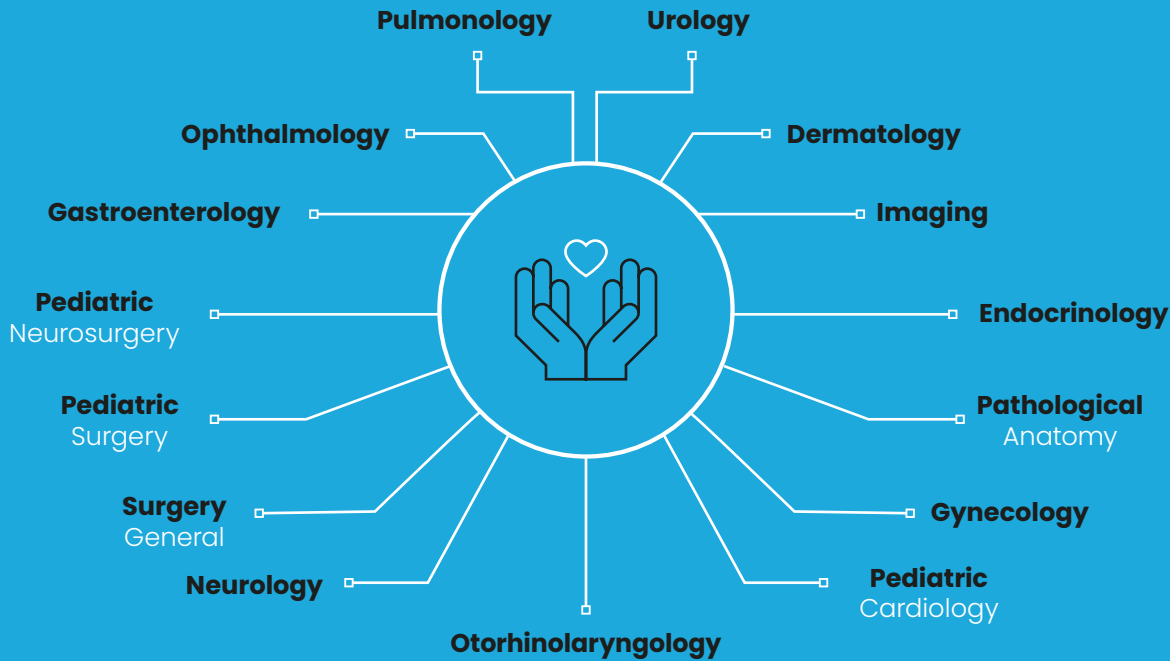 Pulmonology
Urology
Ophthalmology
Dermatology
Gastroenterology
Imaging
Pediatric
Neurosurgery
Endocrinology
Pediatric
Surgery
Pathological
Anatomy
Surgery
General
Gynecology
Neurology
Pediatric
Cardiology
Otorhinolaryngology